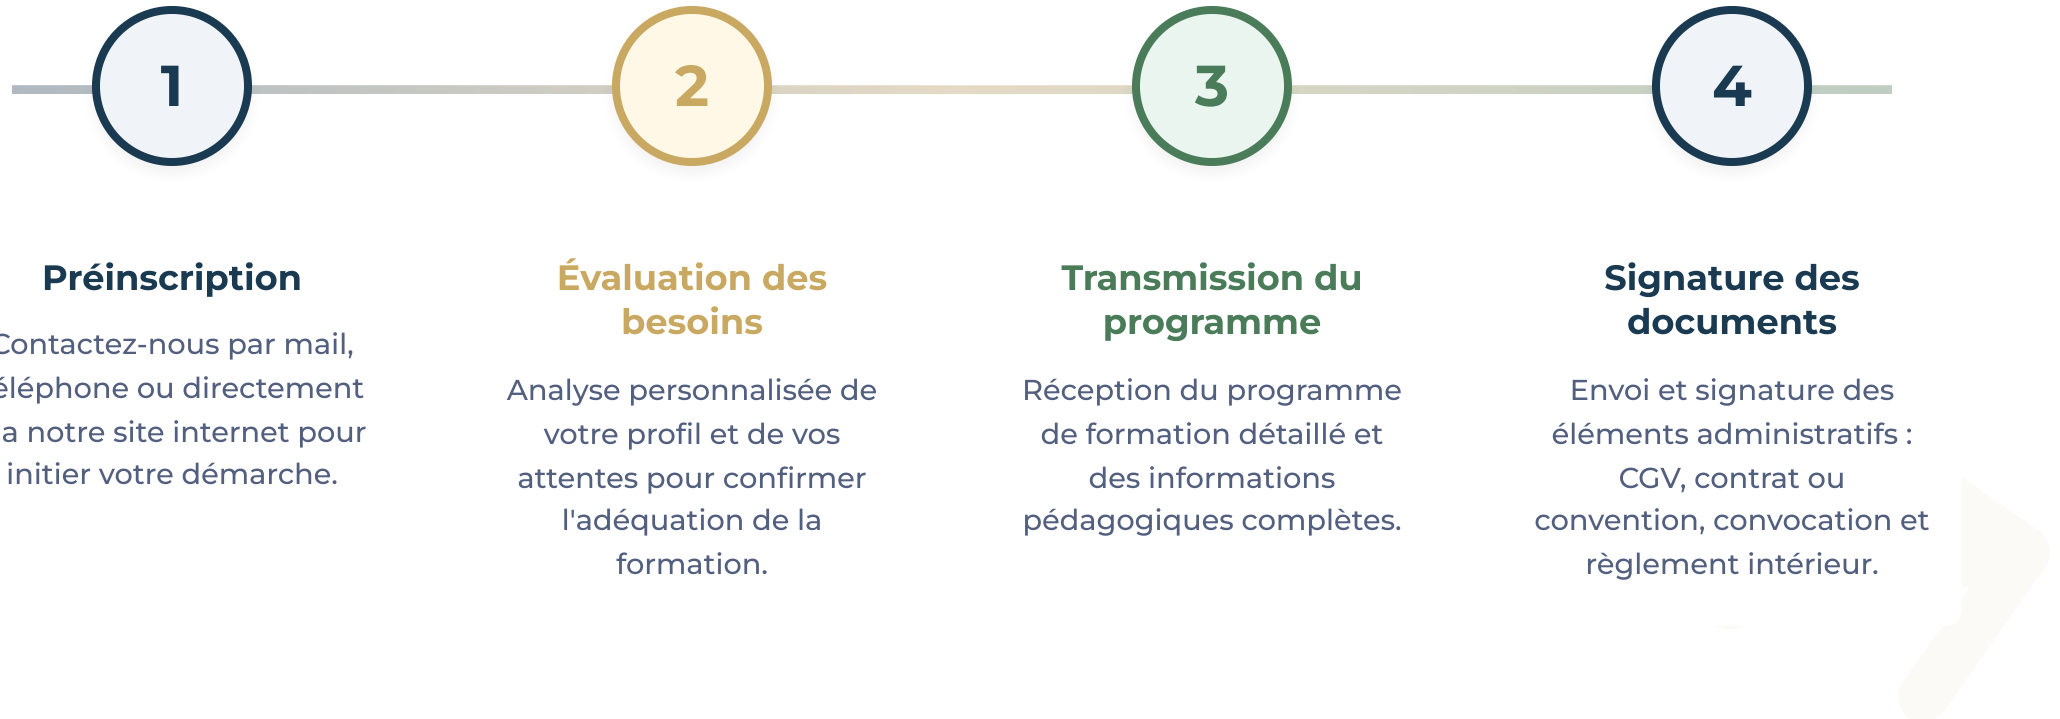 1
2
3
4
Préinscription
Contactez-nous par mail,
éléphone ou directement
a notre site internet pour
initier votre démarche.
Évaluation des
besoins
Analyse personnalisée de
votre profil et de vos
attentes pour confirmer
l'adéquation de la
formation.
Transmission du
programme
Réception du programme
de formation détaillé et
des informations
pédagogiques complètes.
Signature des
documents
Envoi et signature des
éléments administratifs :
CGV, contrat ou
convention, convocation et
règlement intérieur.